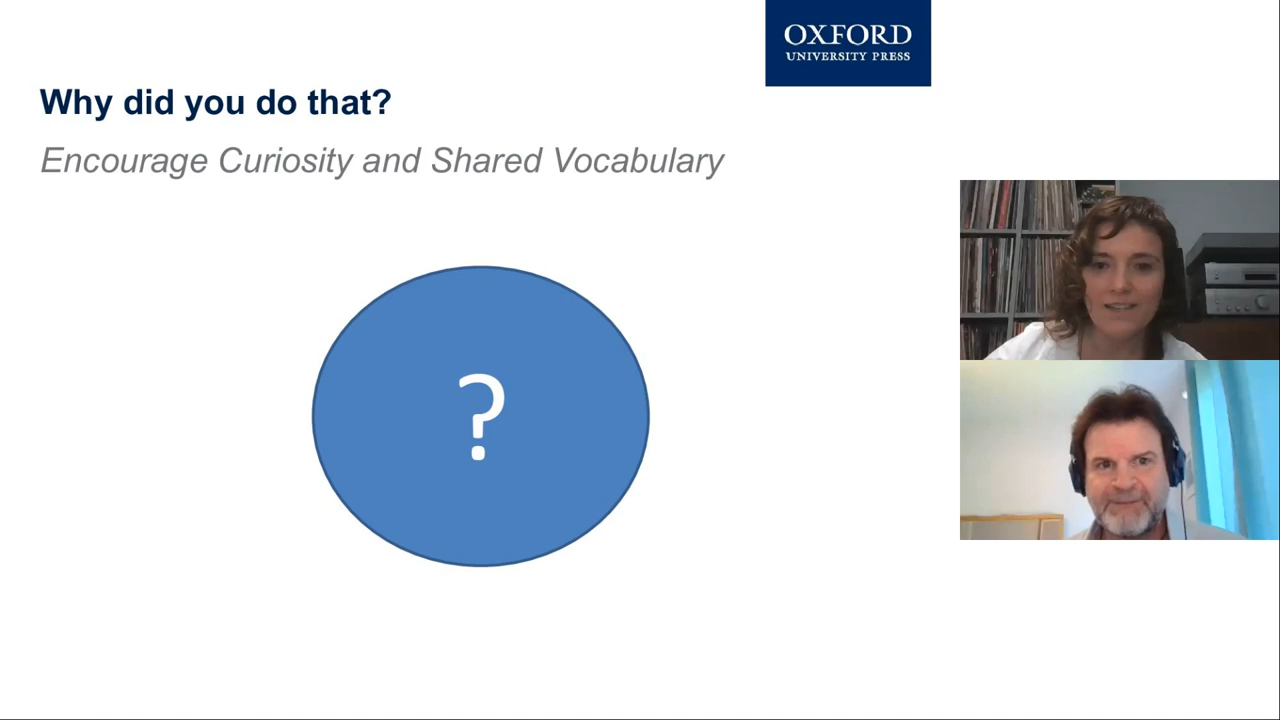 OXFORD
UNIVERSITY PRESS
Why did you do that?
Encourage Curiosity and Shared Vocabulary
?